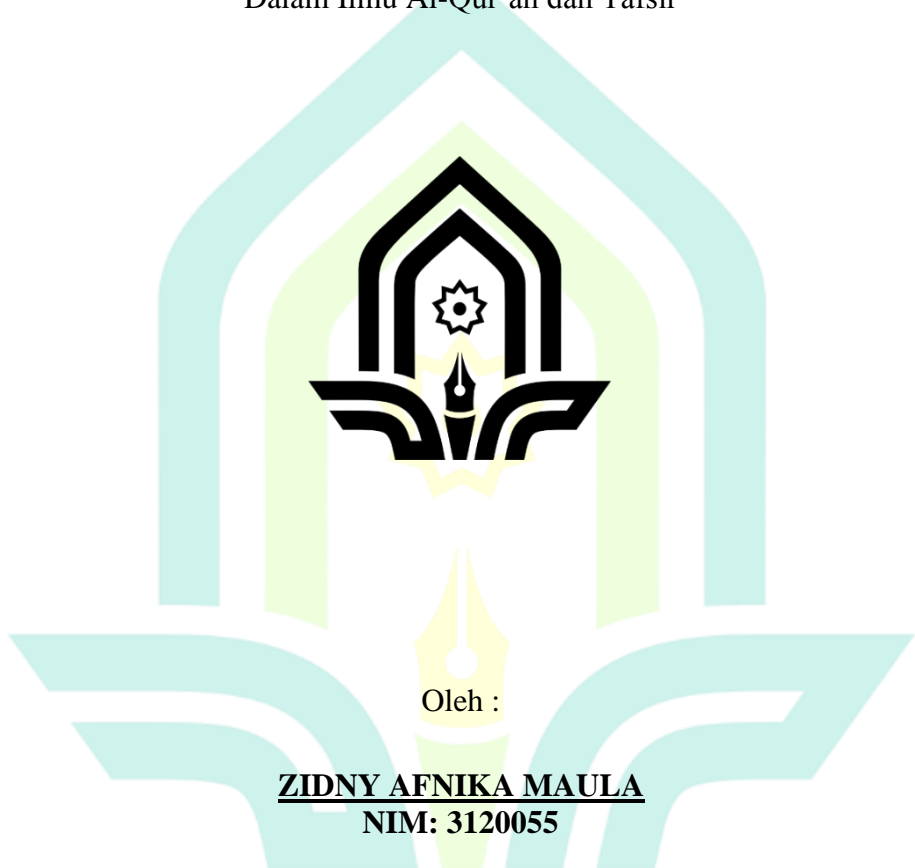 Dalam Ilmu Al-Qur'an dan Tafsir
Oleh :
ZIDNY AFNIKA MAULA
NIM: 3120055